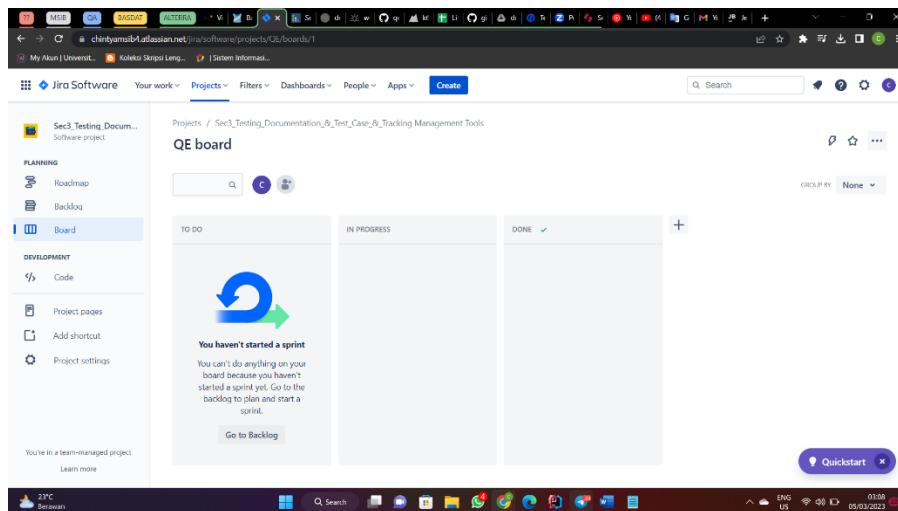 ??
MSIB
QA
BASDAT
ALTERRA
chintyamsib4.atlassian.net/jira/software/projects/QE/boards/1
My Akun | Universit...
Koleksi Skripsi Leng...
| Sistem Informasi...
Jira Software
Your work
Projects
Filters
Dashboards
People
Apps
Create
Search
C
Sec3_Testing_Docum...
Software project
PLANNING
Roadmap
Backlog
Board
DEVELOPMENT
Code
Project pages
Add shortcut
Project settings
You're in a team-managed project
Learn more
Projects / Sec3_Testing_Documentation_&_Test_Case_&_Tracking_Management Tools
QE board
C
GROUP BY None
TO DO
IN PROGRESS
DONE
You haven't started a sprint
You can't do anything on your
board because you haven't
started a sprint yet. Go to the
backlog to plan and start a
sprint.
Go to Backlog
Quickstart
23°C
Berawan
Search
ENG
US
03:08
05/03/2023